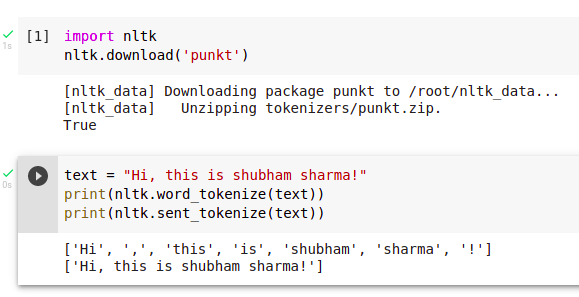 [1] import nltk
1s
nltk.download('punkt')
[nltk_data] Downloading package punkt to /root/nltk_data...
[nltk_data]   Unzipping tokenizers/punkt.zip.
True
text = "Hi, this is shubham sharma!"
0s
print(nltk.word_tokenize(text))
print(nltk.sent_tokenize(text))
['Hi', ',', 'this', 'is', 'shubham', 'sharma', '!']
['Hi, this is shubham sharma!']